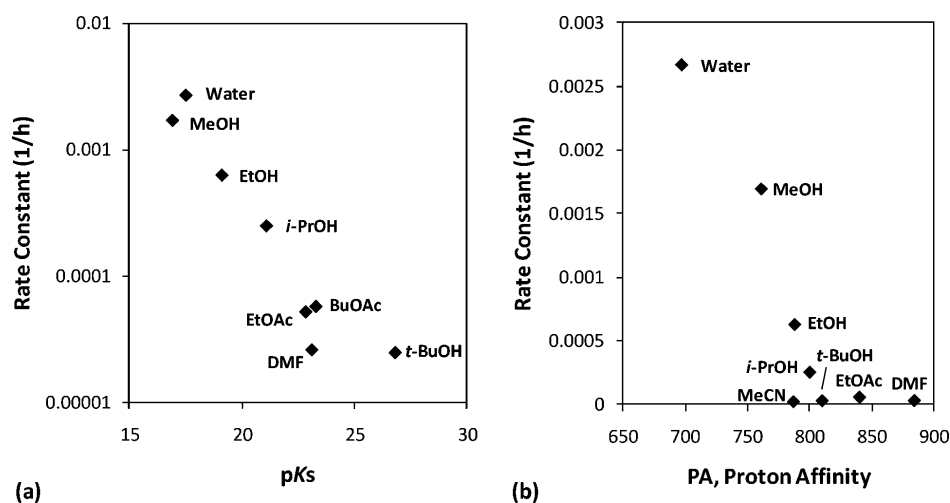 0.01
0.001
0.0001
0.00001
Rate Constant (1/h)
Water
MeOH
EtOH
i-PrOH
BuOAc
EtOAc
DMF
t-BuOH
15
20
25
30
pKs
(a)
0.003
0.0025
0.002
0.0015
0.001
0.0005
0
Rate Constant (1/h)
Water
MeOH
EtOH
t-BuOH
i-PrOH
EtOAc
DMF
MeCN
650
700
750
800
850
900
PA, Proton Affinity
(b)